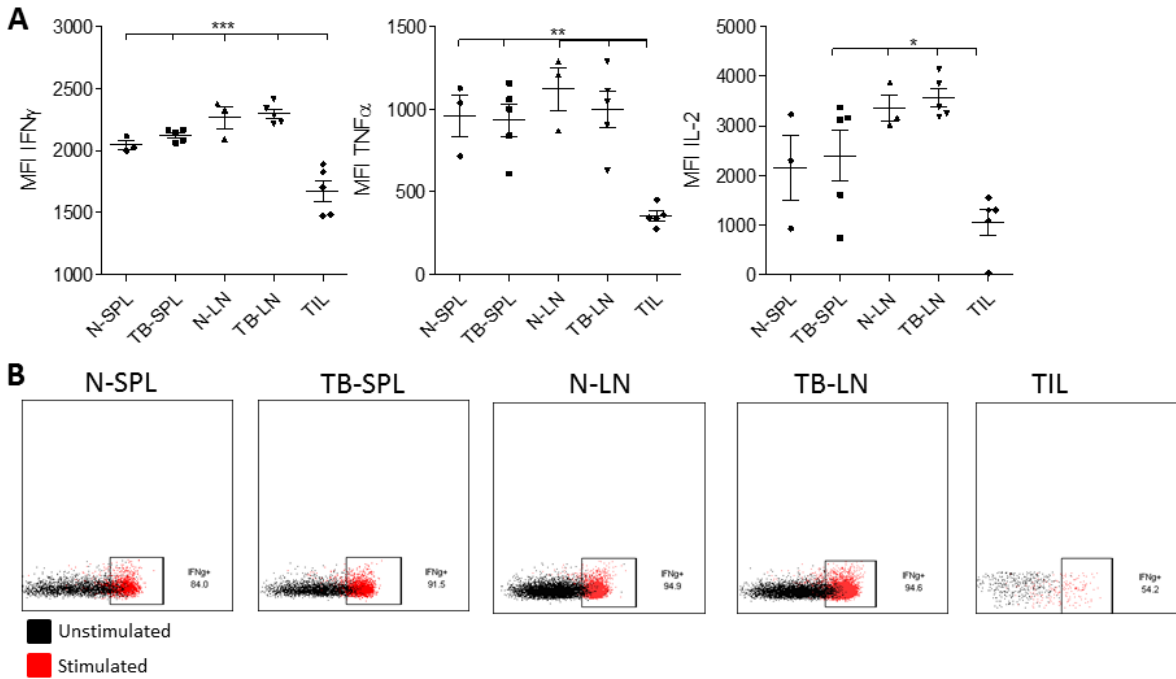 A
MFI IFNγ
3000
2500
2000
1500
1000
***
N-SPL
TB-SPL
N-LN
TB-LN
TIL
MFI TNFα
1500
1000
500
0
**
N-SPL
TB-SPL
N-LN
TB-LN
TIL
MFI IL-2
5000
4000
3000
2000
1000
0
*
N-SPL
TB-SPL
N-LN
TB-LN
TIL
B
N-SPL
TB-SPL
N-LN
TB-LN
TIL
IFNg+
84.0
IFNg+
91.5
IFNg+
94.9
IFNg+
94.6
IFNg+
54.2
Unstimulated
Stimulated